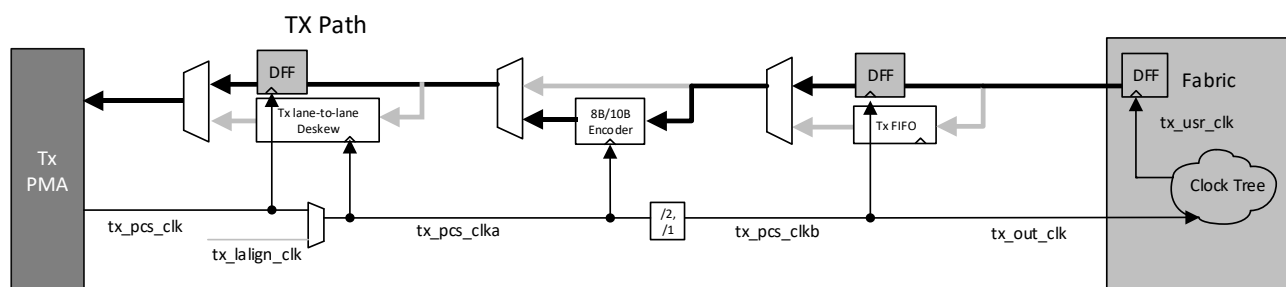 TX Path
DFF
DFF
DFF
Fabric
Tx lane-to-lane
Deskew
8B/10B
Encoder
Tx FIFO
tx_usr_clk
Tx
PMA
Clock Tree
/2,
/1
tx_pcs_clk
tx_pcs_clka
tx_pcs_clkb
tx_out_clk
tx_lalign_clk